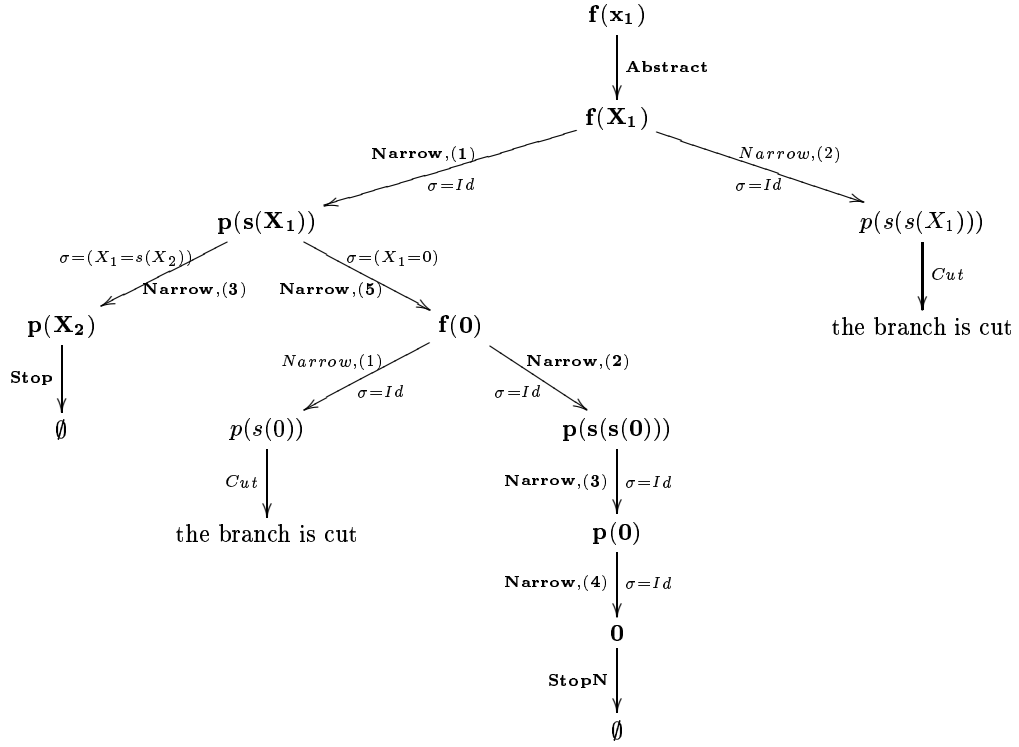 f(x₁)
Abstract
f(X₁)
Narrow,(1) Narrow,(2)
σ=Id σ=Id
p(s(X₁)) p(s(s(X₁)))
σ=(X₁=s(X₂)) σ=(X₁=0)
Cut
Narrow,(3) Narrow,(5)
p(X₂) f(0) the branch is cut
Narrow,(1) Narrow,(2)
Stop
σ=Id σ=Id
∅ p(s(0)) p(s(s(0)))
Cut Narrow,(3) σ=Id
the branch is cut p(0)
Narrow,(4) σ=Id
0
StopN
∅